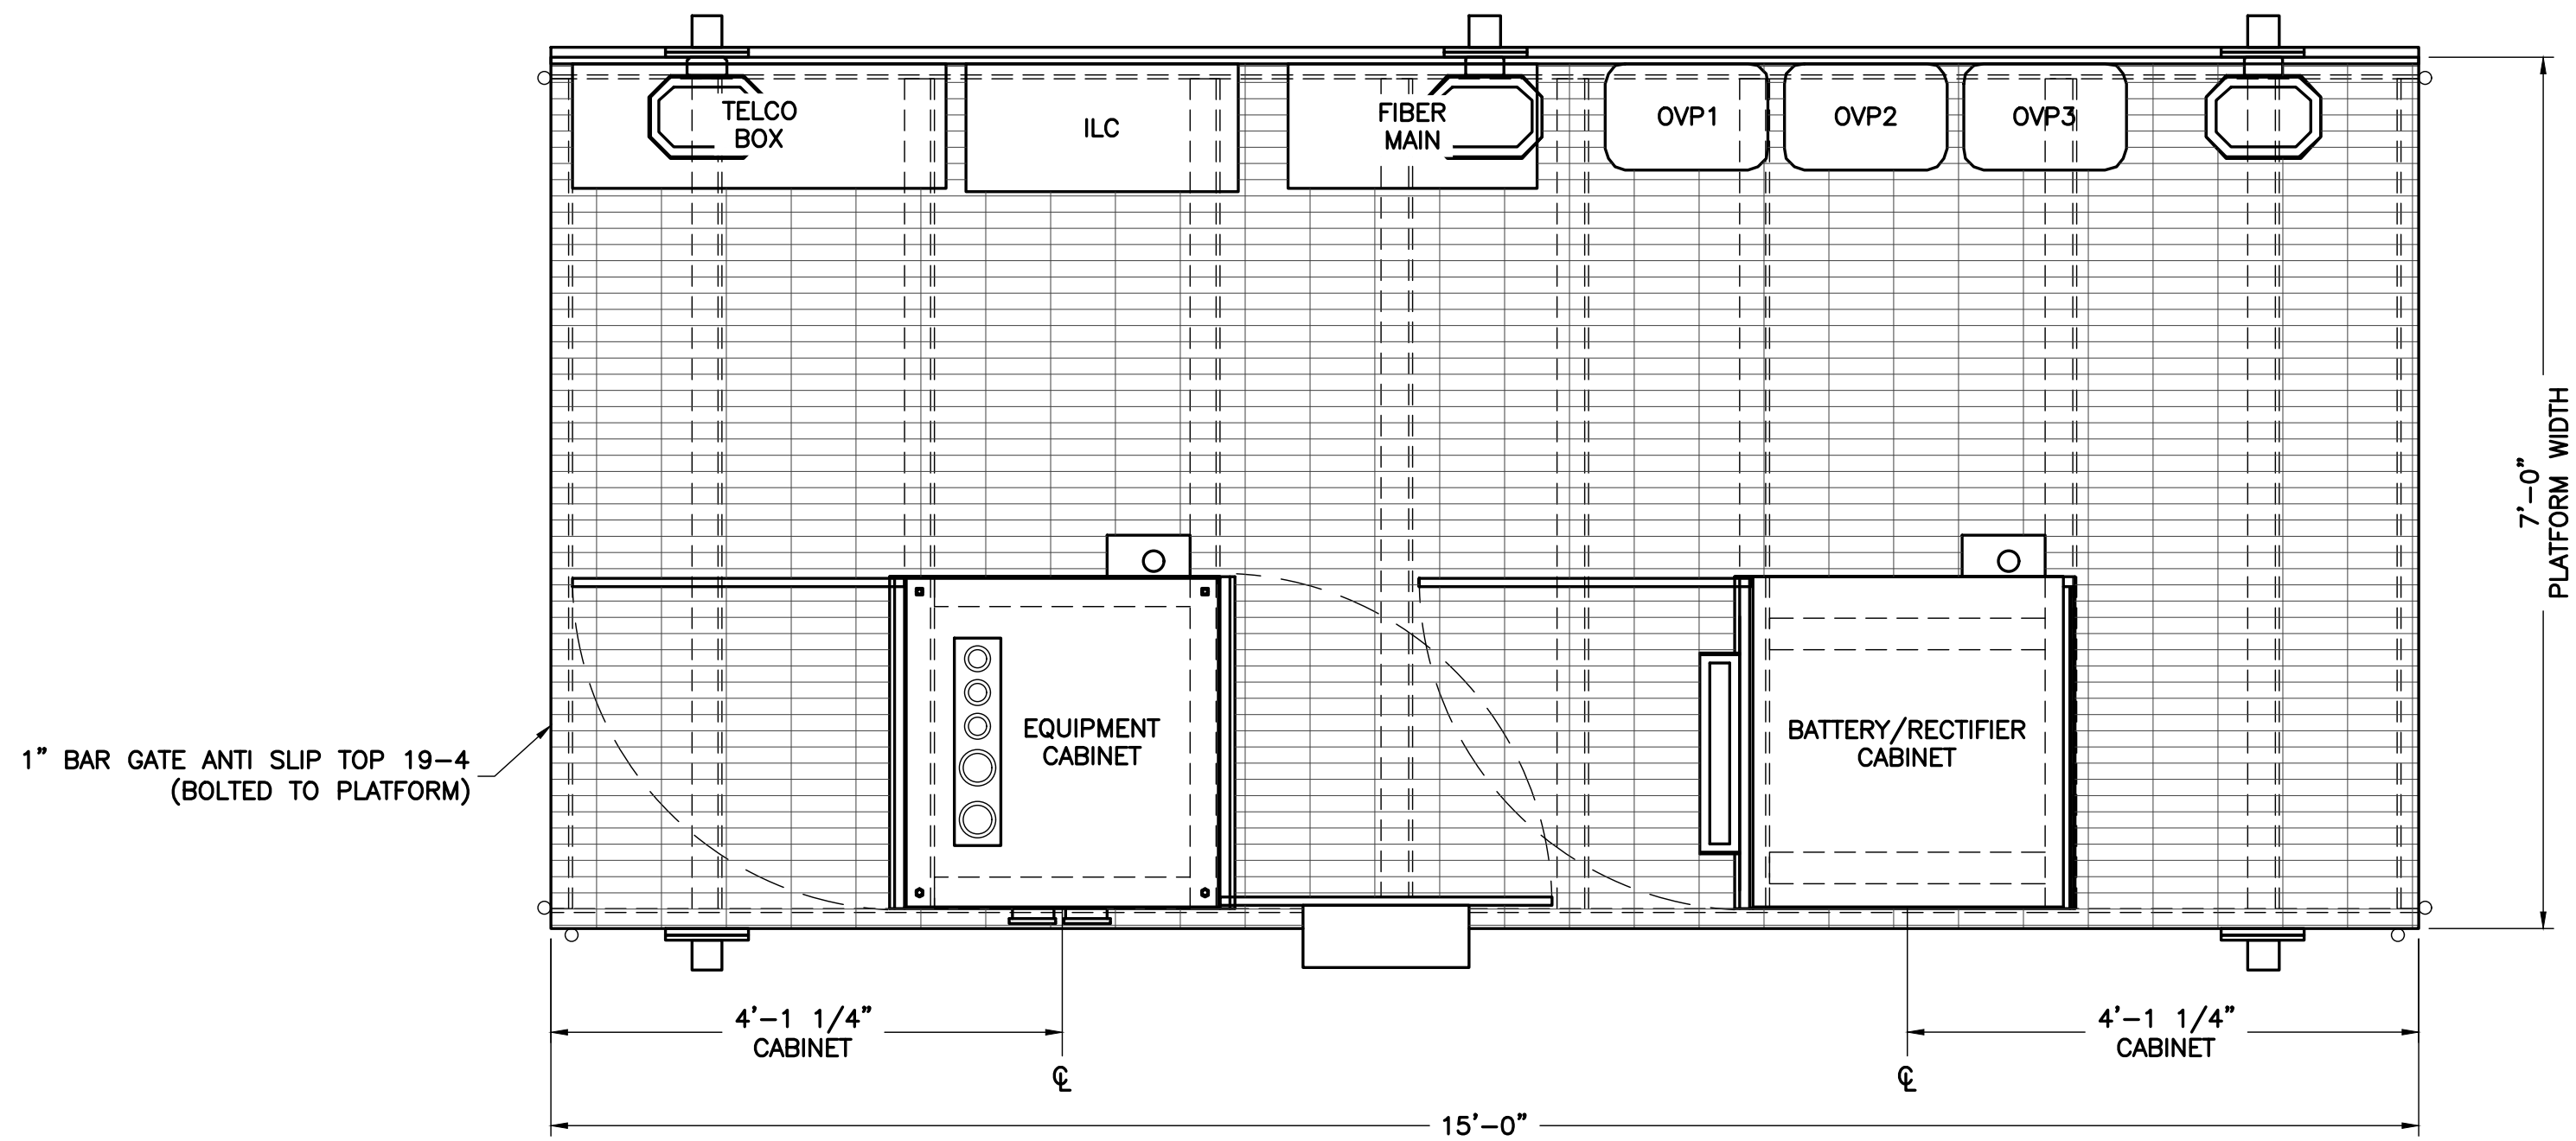 TELCO
BOX
ILC
FIBER
MAIN
OVP1
OVP2
OVP3
7'-0"
PLATFORM WIDTH
EQUIPMENT
CABINET
BATTERY/RECTIFIER
CABINET
1" BAR GATE ANTI SLIP TOP 19-4
(BOLTED TO PLATFORM)
4'-1 1/4"
CABINET
4'-1 1/4"
CABINET
℄
℄
15'-0"